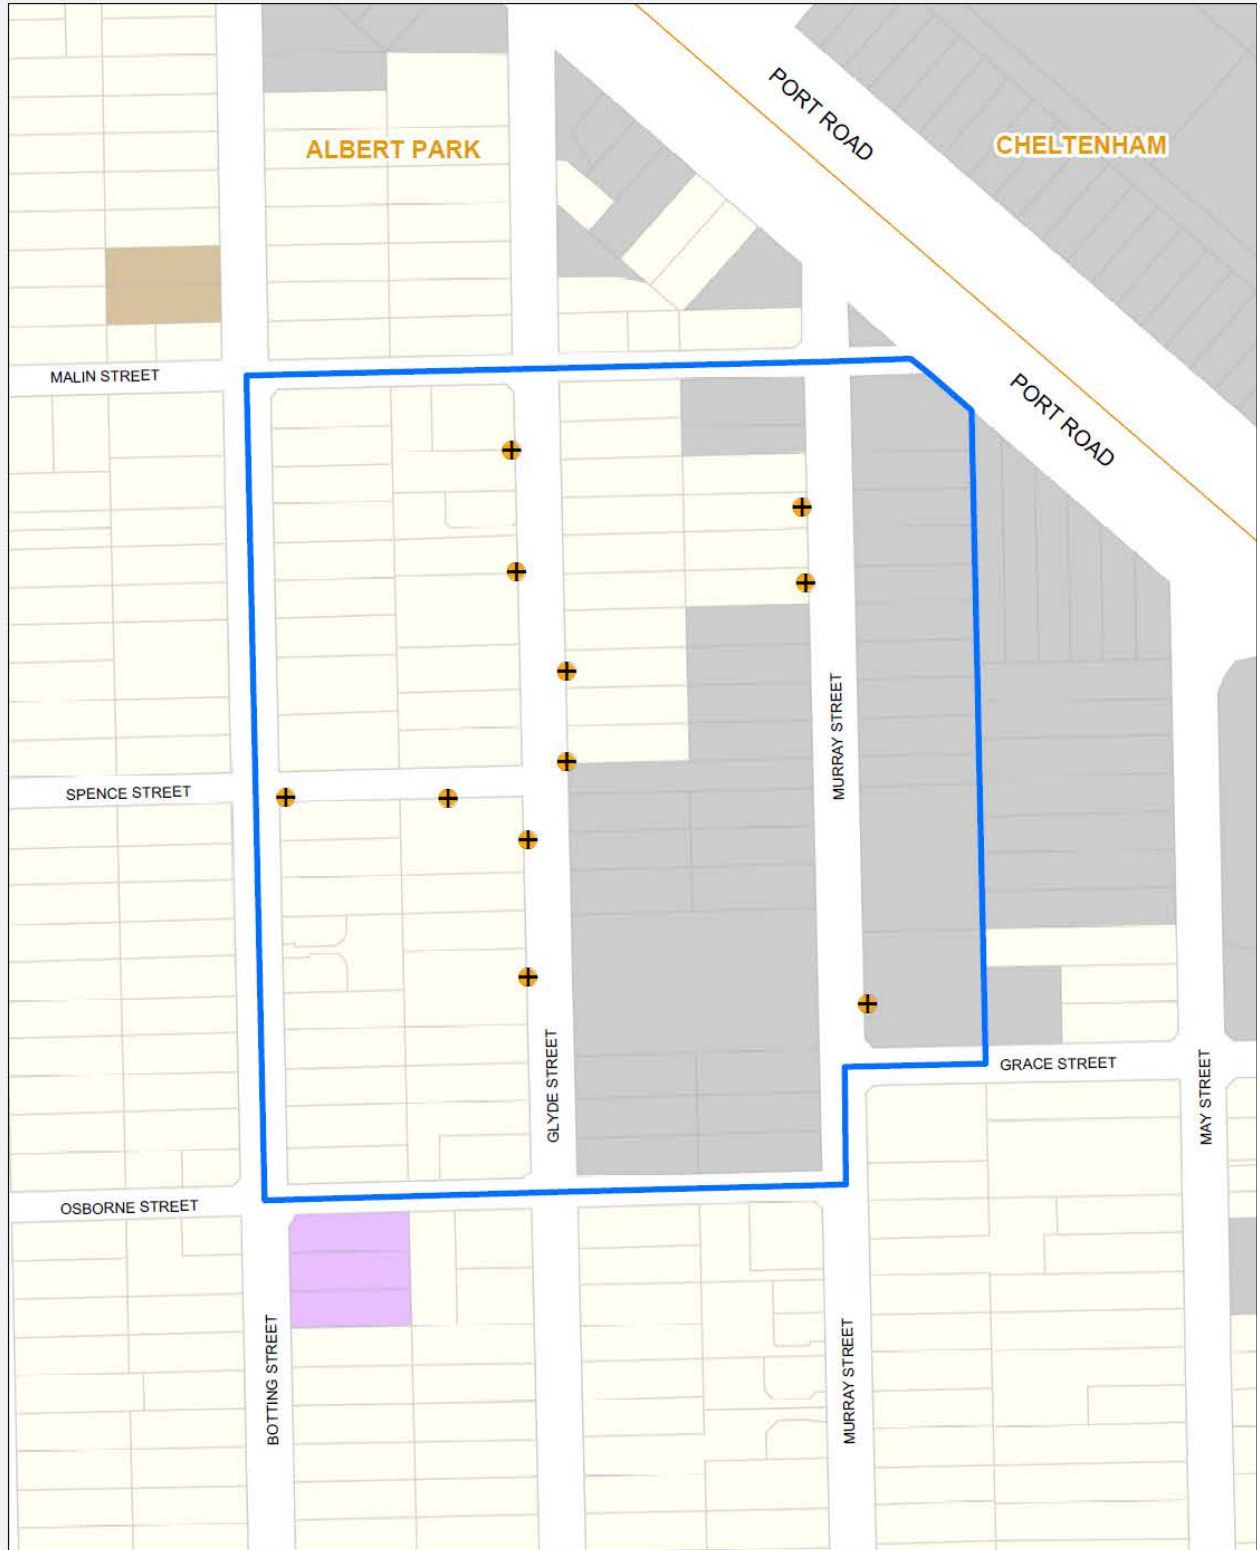 PORT ROAD
ALBERT PARK
CHELTENHAM
MALIN STREET
PORT ROAD
MURRAY STREET
SPENCE STREET
GLYDE STREET
GRACE STREET
MAY STREET
OSBORNE STREET
BOTTING STREET
MURRAY STREET